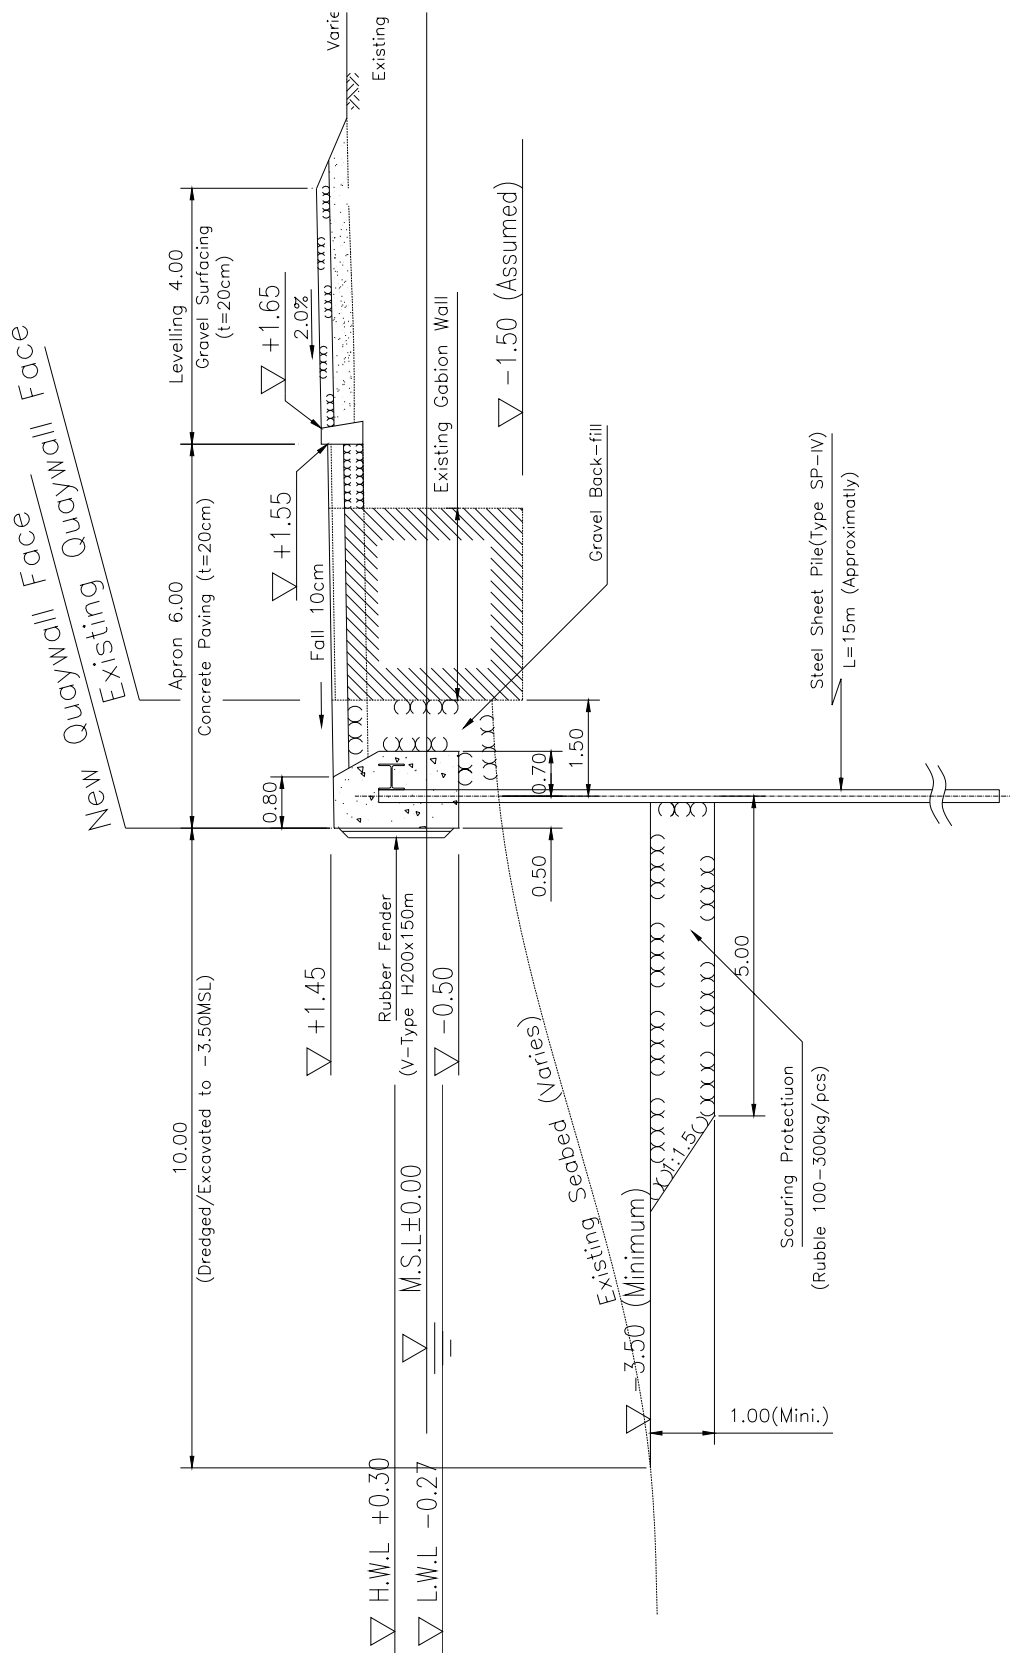 New Quaywall Face
Existing Quaywall Face
10.00
(Dredged/Excavated to -3.50MSL)
Apron 6.00
Concrete Paving (t=20cm)
Levelling 4.00
Gravel Surfacing
(t=20cm)
0.80
Fall 10cm
+1.55
+1.65
2.0%
Existing
+1.45
Rubber Fender
(V-Type H200x150m
-0.50
H.W.L +0.30
M.S.L±0.00
L.W.L -0.27
Existing Gabion Wall
-1.50 (Assumed)
0.50
0.70
1.50
Gravel Back-fill
Existing Seabed (Varies)
-3.50 (Minimum)
1:1.5
5.00
1.00(Mini.)
Scouring Protectiuon
(Rubble 100-300kg/pcs)
Steel Sheet Pile(Type SP-IV)
L=15m (Approximatly)